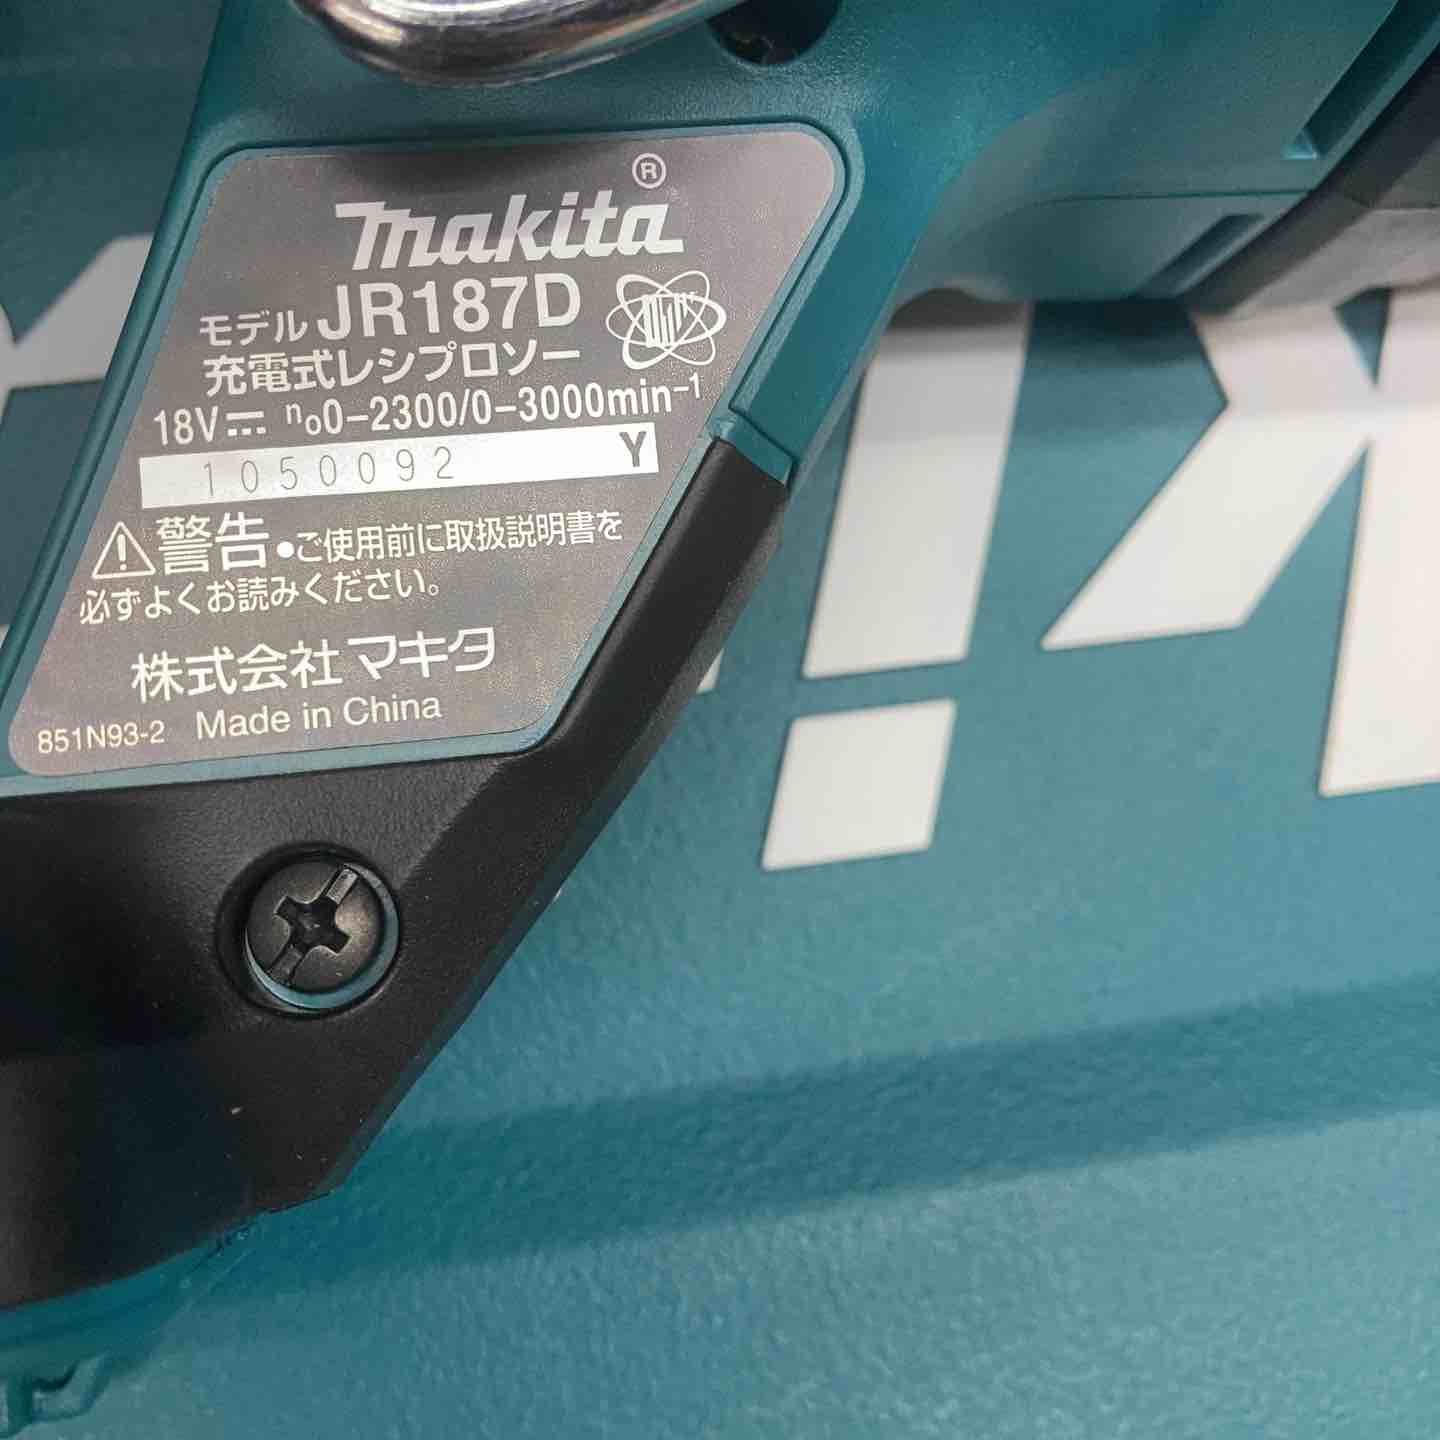 makita®
モデル JR187D
充電式レシプロソー
18V⎓ n₀0-2300/0-3000min⁻¹
1050092 Y
⚠警告 •ご使用前に取扱説明書を
必ずよくお読みください。
株式会社マキタ
851N93-2 Made in China